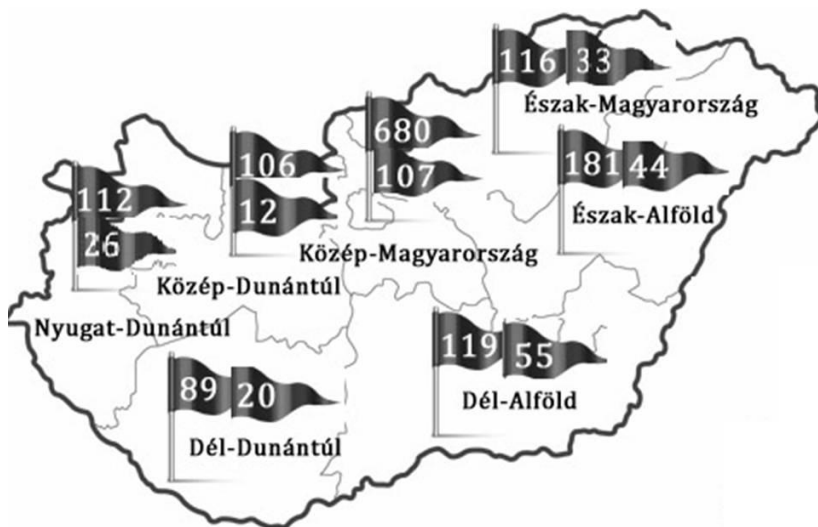 116 33
Észak-Magyarország
680
107
Közép-Magyarország
181 44
Észak-Alföld
106
12
Közép-Dunántúl
112
26
Nyugat-Dunántúl
119 55
Dél-Alföld
89 20
Dél-Dunántúl